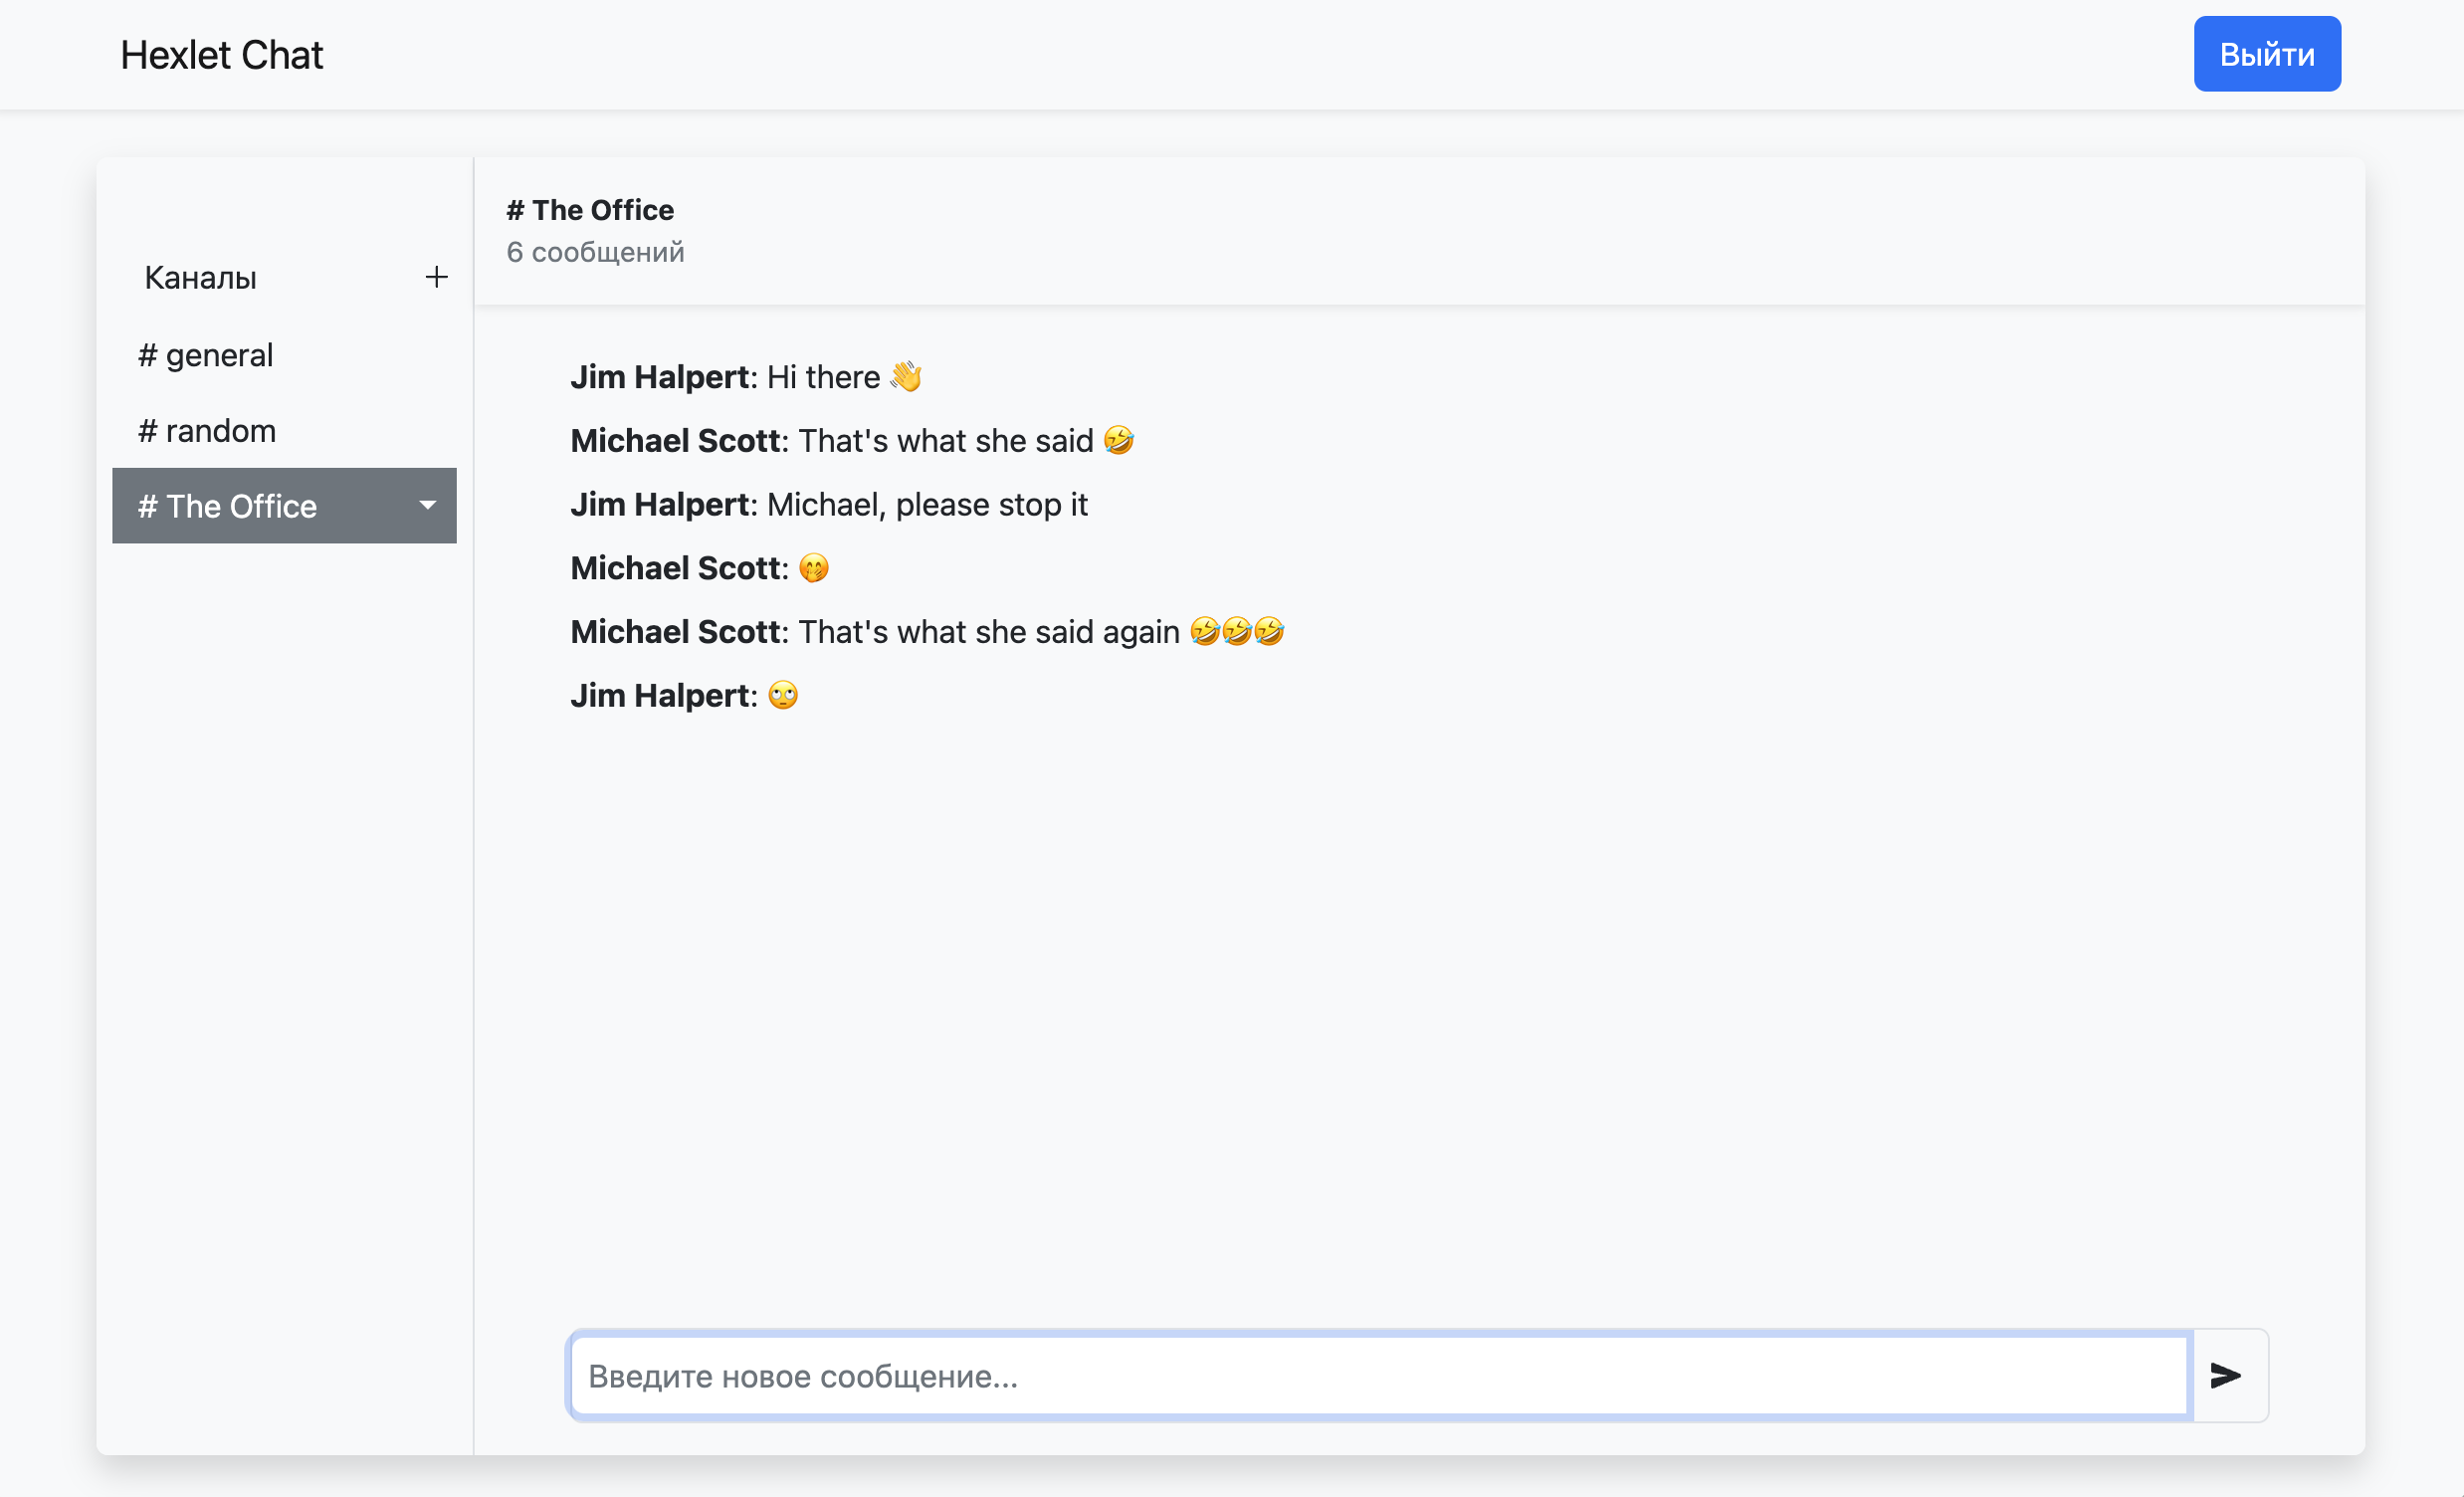 Hexlet Chat
Выйти
Каналы +
# general
# random
# The Office
# The Office
6 сообщений
Jim Halpert: Hi there 👋
Michael Scott: That's what she said 🤣
Jim Halpert: Michael, please stop it
Michael Scott: 🤭
Michael Scott: That's what she said again 🤣🤣🤣
Jim Halpert: 🙄
Введите новое сообщение...